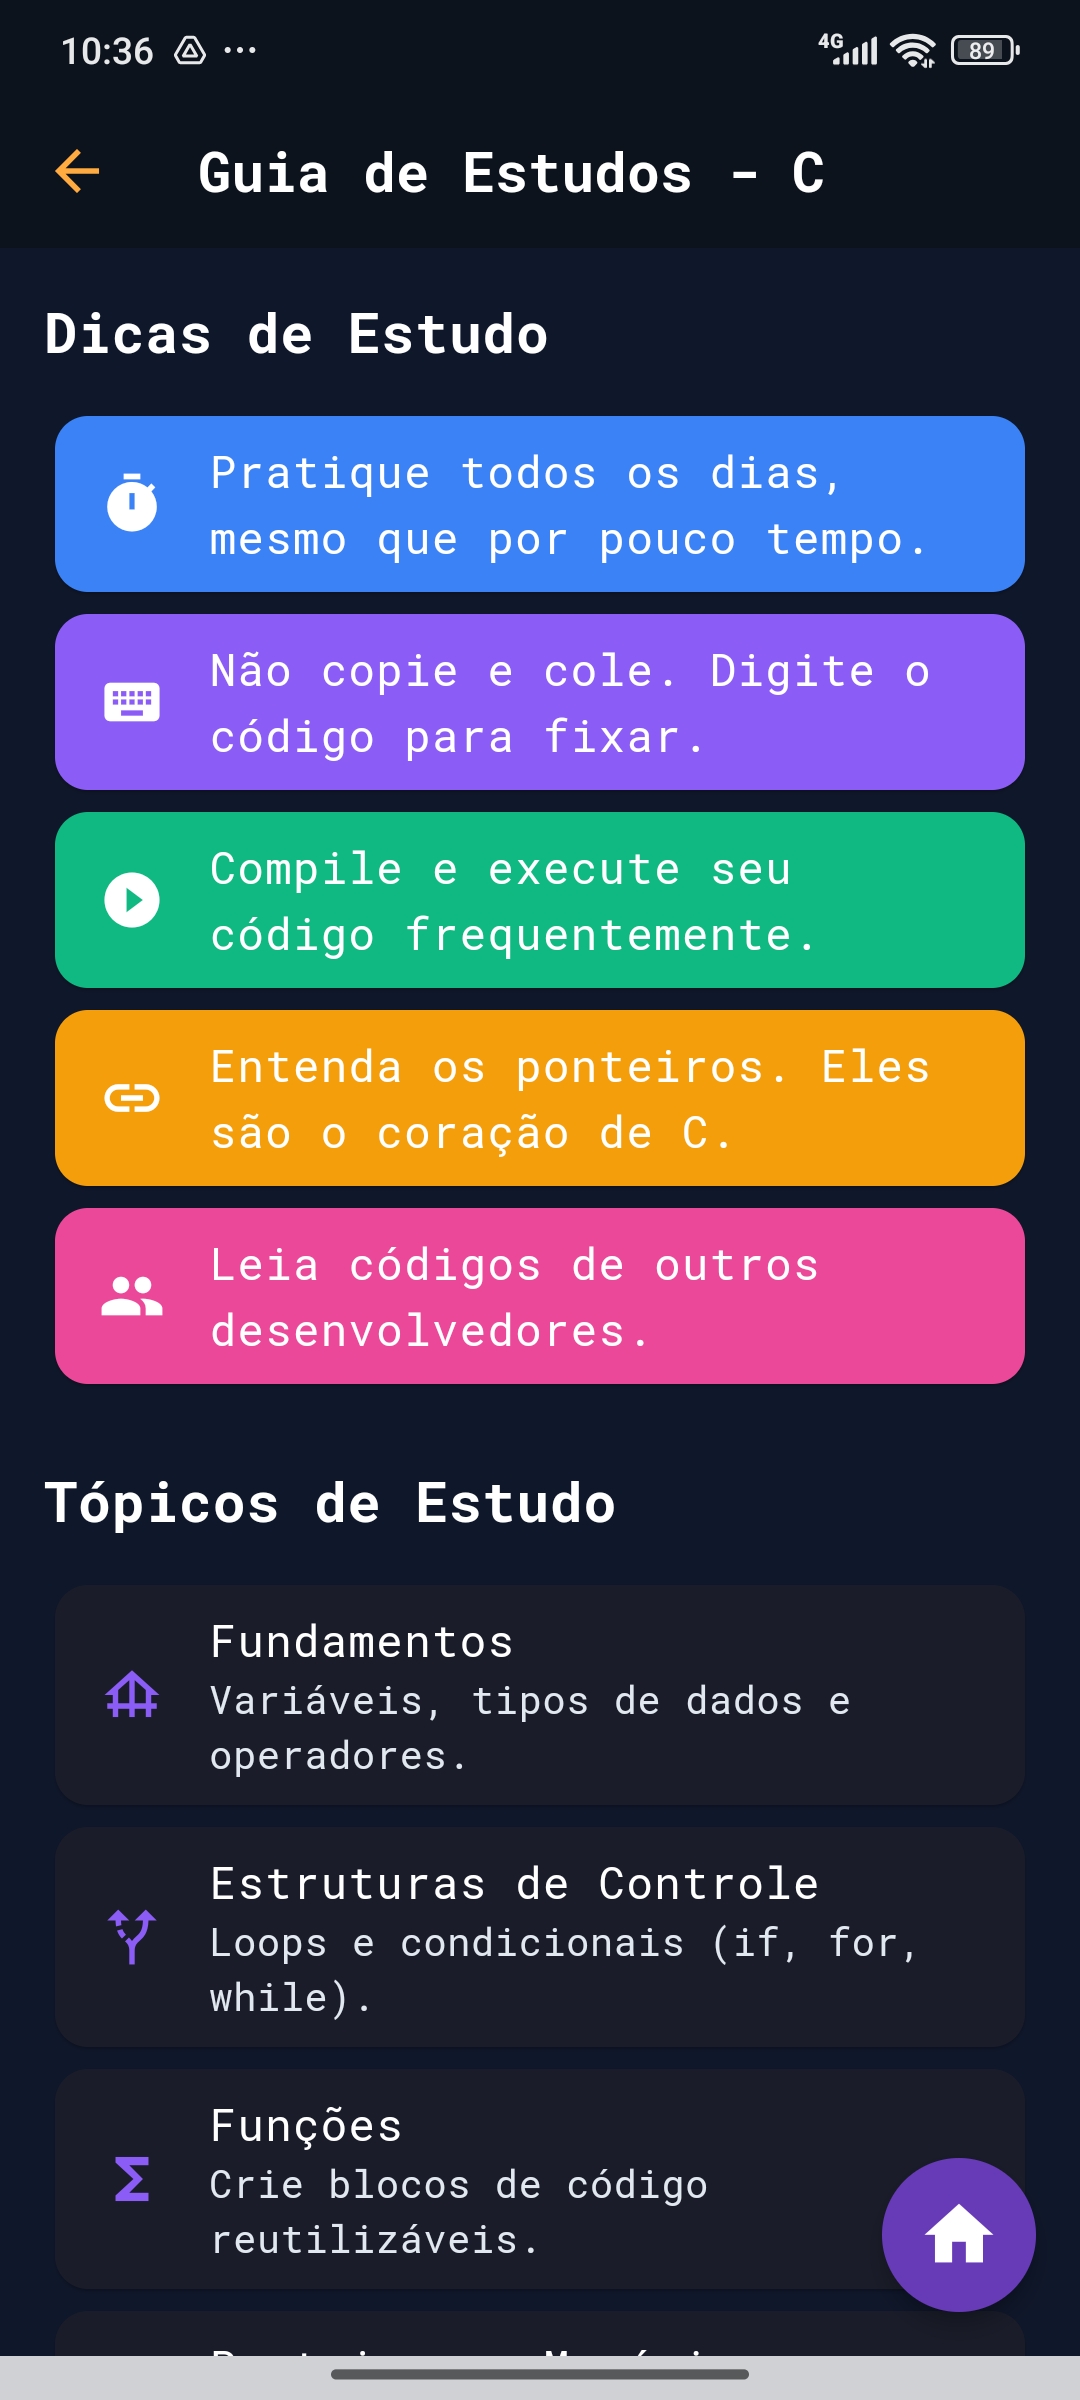 10:36
4G
89
Guia de Estudos - C
Dicas de Estudo
Pratique todos os dias,
mesmo que por pouco tempo.
Não copie e cole. Digite o
código para fixar.
Compile e execute seu
código frequentemente.
Entenda os ponteiros. Eles
são o coração de C.
Leia códigos de outros
desenvolvedores.
Tópicos de Estudo
Fundamentos
Variáveis, tipos de dados e
operadores.
Estruturas de Controle
Loops e condicionais (if, for,
while).
Funções
Crie blocos de código
reutilizáveis.